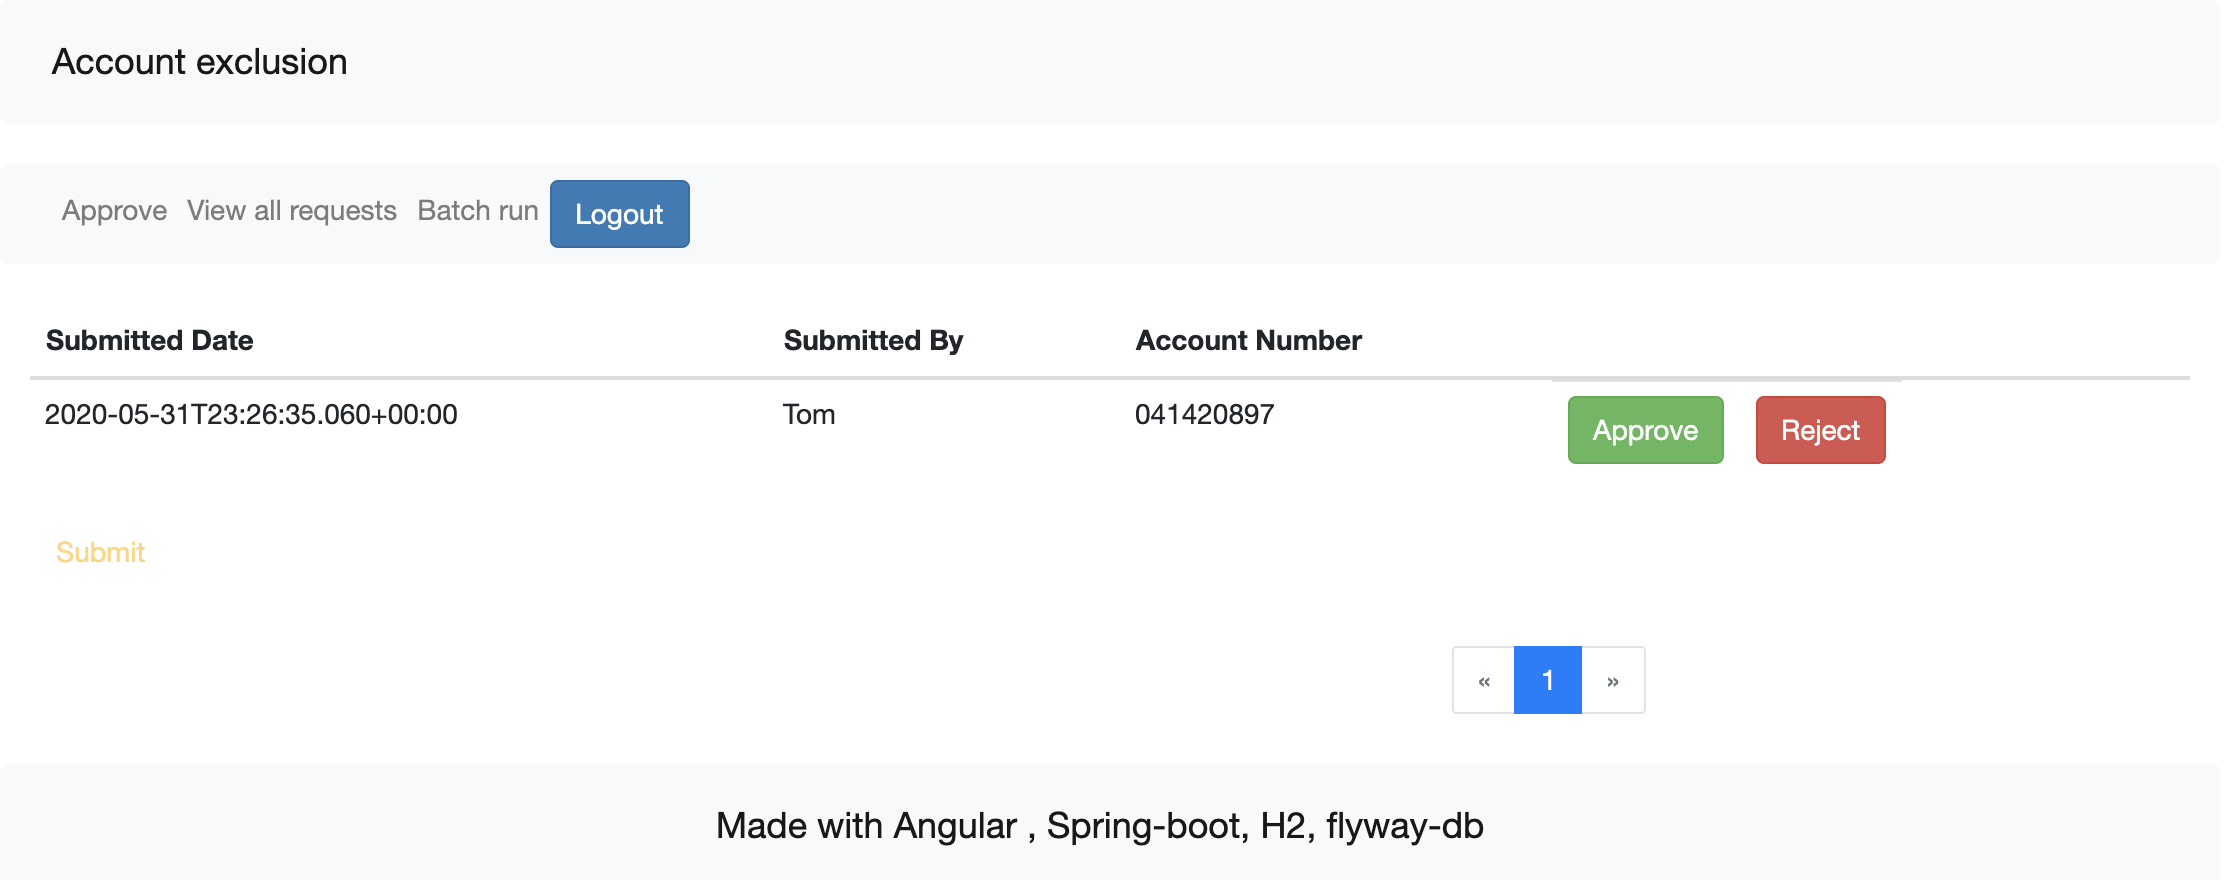 Account exclusion
Approve View all requests Batch run Logout
Submitted Date Submitted By Account Number
2020-05-31T23:26:35.060+00:00 Tom 041420897 Approve Reject
Submit
« 1 »
Made with Angular , Spring-boot, H2, flyway-db